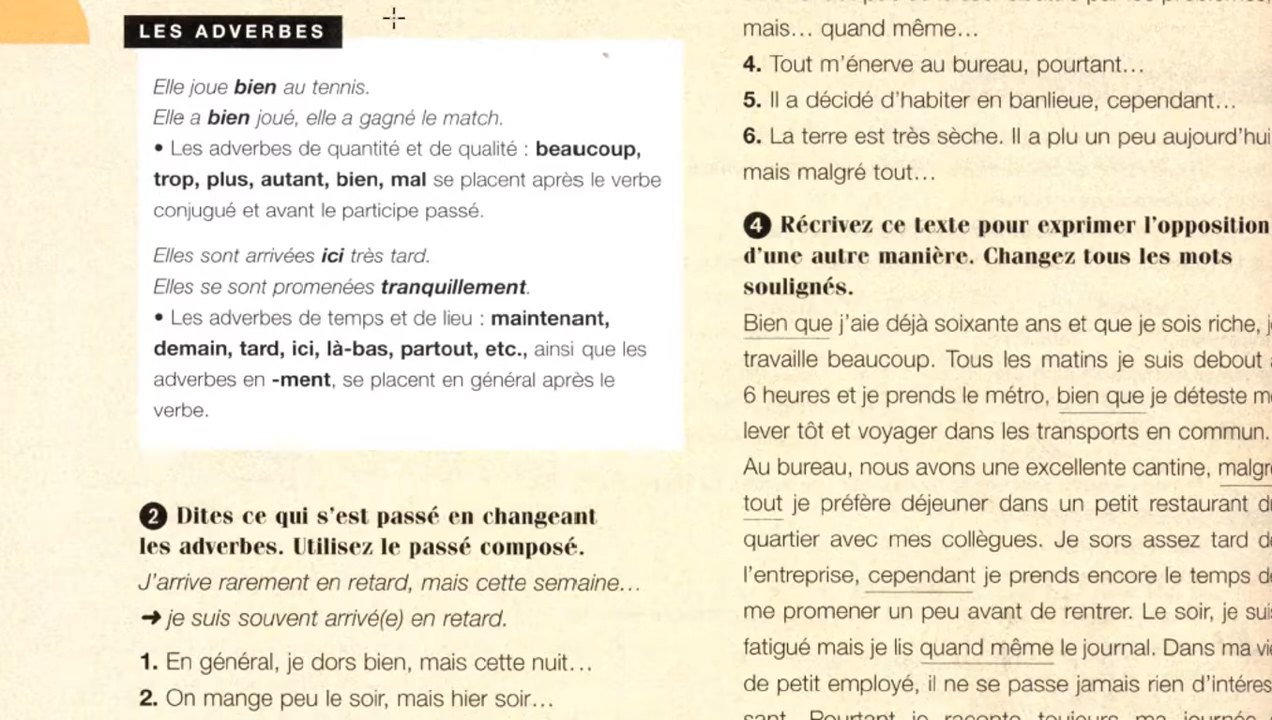 LES ADVERBES
Elle joue bien au tennis.
Elle a bien joué, elle a gagné le match.
• Les adverbes de quantité et de qualité : beaucoup,
trop, plus, autant, bien, mal se placent après le verbe
conjugué et avant le participe passé.
Elles sont arrivées ici très tard.
Elles se sont promenées tranquillement.
• Les adverbes de temps et de lieu : maintenant,
demain, tard, ici, là-bas, partout, etc., ainsi que les
adverbes en -ment, se placent en général après le
verbe.
2 Dites ce qui s'est passé en changeant
les adverbes. Utilisez le passé composé.
J'arrive rarement en retard, mais cette semaine…
➜ je suis souvent arrivé(e) en retard.
1. En général, je dors bien, mais cette nuit…
2. On mange peu le soir, mais hier soir…
mais… quand même…
4. Tout m'énerve au bureau, pourtant…
5. Il a décidé d'habiter en banlieue, cependant…
6. La terre est très sèche. Il a plu un peu aujourd'hui
mais malgré tout…
4 Récrivez ce texte pour exprimer l'opposition
d'une autre manière. Changez tous les mots
soulignés.
Bien que j'aie déjà soixante ans et que je sois riche,
travaille beaucoup. Tous les matins je suis debout
6 heures et je prends le métro, bien que je déteste
lever tôt et voyager dans les transports en commun.
Au bureau, nous avons une excellente cantine, malgr
tout je préfère déjeuner dans un petit restaurant
quartier avec mes collègues. Je sors assez tard
l'entreprise, cependant je prends encore le temps
me promener un peu avant de rentrer. Le soir, je
fatigué mais je lis quand même le journal. Dans ma
de petit employé, il ne se passe jamais rien d'intéres
sant. Pourtant je raconte toujours ma journée